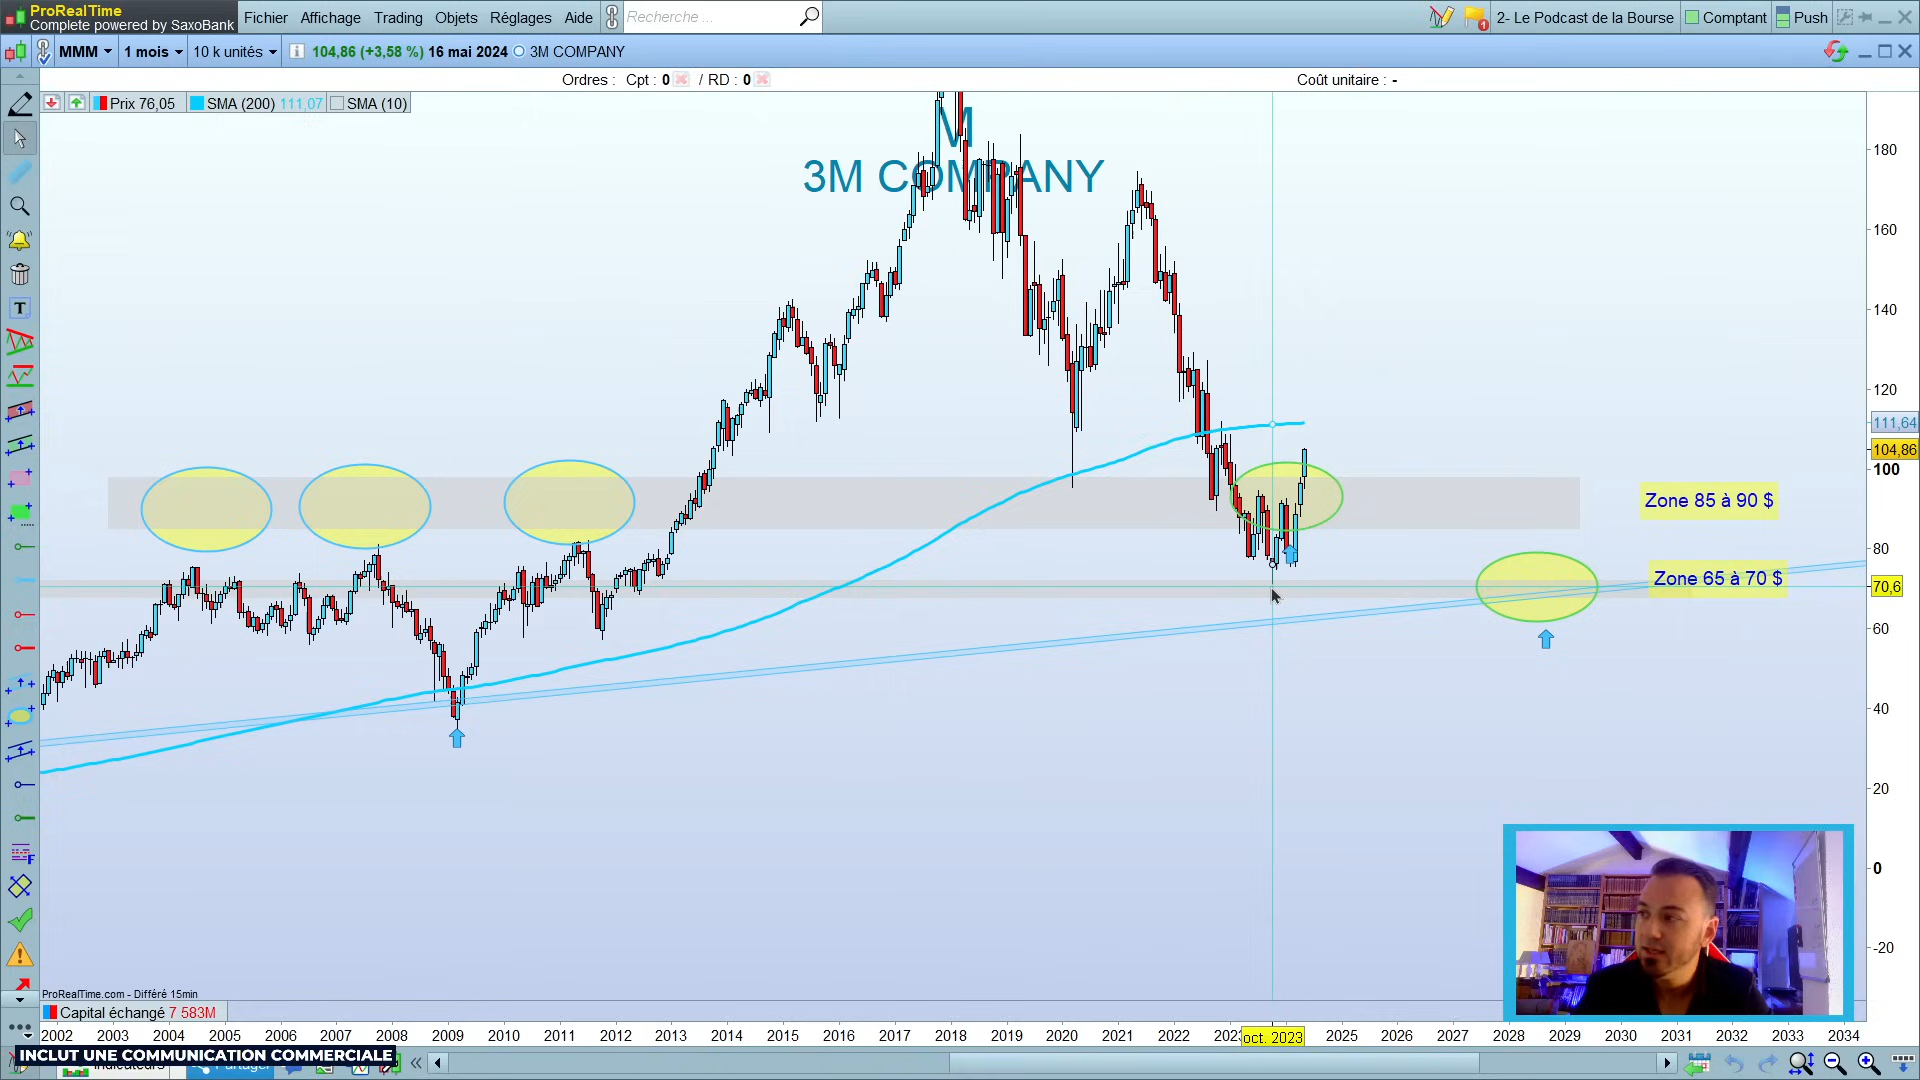 ProRealTime
Complete powered by SaxoBank
Fichier Affichage Trading Objets Réglages Aide Recherche ... 2- Le Podcast de la Bourse Comptant Push
MMM 1 mois 10 k unités 104,86 (+3,58 %) 16 mai 2024 3M COMPANY
Ordres : Cpt : 0 / RD : 0 Coût unitaire : -
Prix 76,05 SMA (200) 111,07 SMA (10)
M
3M COMPANY
180
160
140
120
111,64
104,86
100
80
70,6
60
40
20
0
-20
Zone 85 à 90 $
Zone 65 à 70 $
ProRealTime.com - Différé 15min
Capital échangé 7 583M
2002 2003 2004 2005 2006 2007 2008 2009 2010 2011 2012 2013 2014 2015 2016 2017 2018 2019 2020 2021 2022 oct. 2023 2025 2026 2027 2028 2029 2030 2031 2032 2033 2034
INCLUT UNE COMMUNICATION COMMERCIALE
Indicateurs Partager